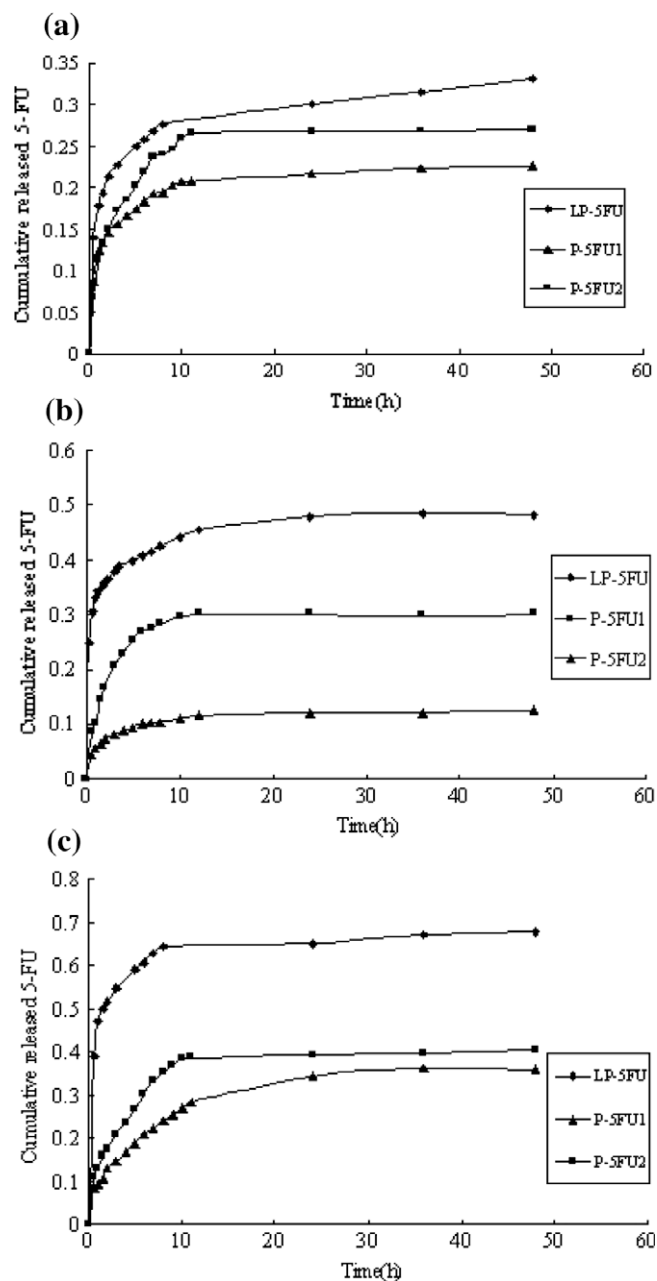 (a)
0.35
0.3
0.25
0.2
0.15
0.1
0.05
0
Cumulative released 5-FU
0 10 20 30 40 50 60
Time(h)
LP-5FU
P-5FU1
P-5FU2
(b)
0.6
0.5
0.4
0.3
0.2
0.1
0
Cumulative released 5-FU
0 10 20 30 40 50 60
Time(h)
LP-5FU
P-5FU1
P-5FU2
(c)
0.8
0.7
0.6
0.5
0.4
0.3
0.2
0.1
0
Cumulative released 5-FU
0 10 20 30 40 50 60
Time(h)
LP-5FU
P-5FU1
P-5FU2